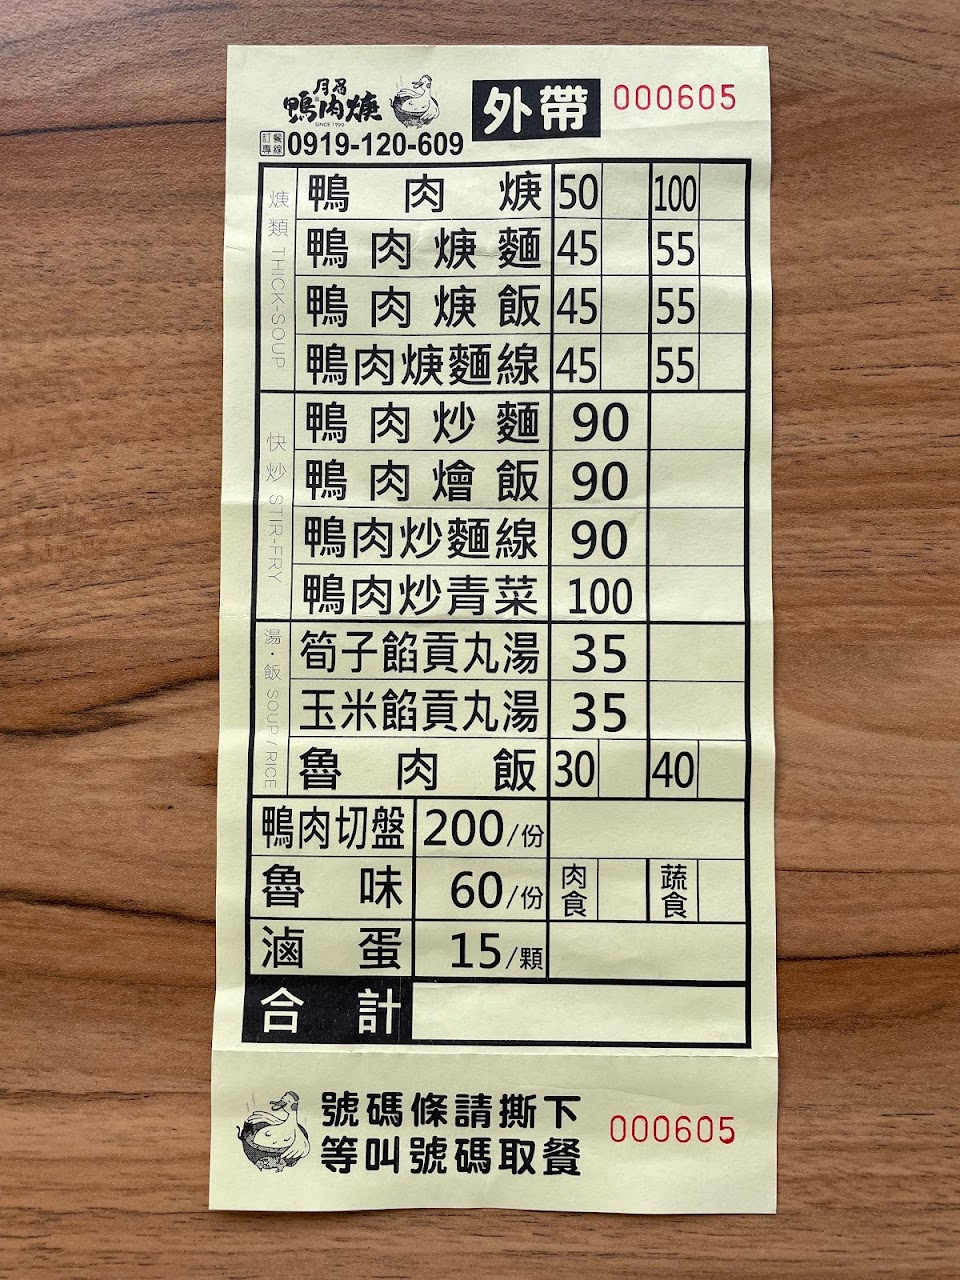 月眉
鴨肉焿
SINCE 1993
外帶
000605
訂餐專線 0919-120-609
焿類 THICK-SOUP
鴨肉焿 50 100
鴨肉焿麵 45 55
鴨肉焿飯 45 55
鴨肉焿麵線 45 55
快炒 STIR-FRY
鴨肉炒麵 90
鴨肉燴飯 90
鴨肉炒麵線 90
鴨肉炒青菜 100
湯・飯 SOUP/RICE
筍子餡貢丸湯 35
玉米餡貢丸湯 35
魯肉飯 30 40
鴨肉切盤 200/份
魯味 60/份 肉食 蔬食
滷蛋 15/顆
合計
號碼條請撕下
等叫號碼取餐
000605